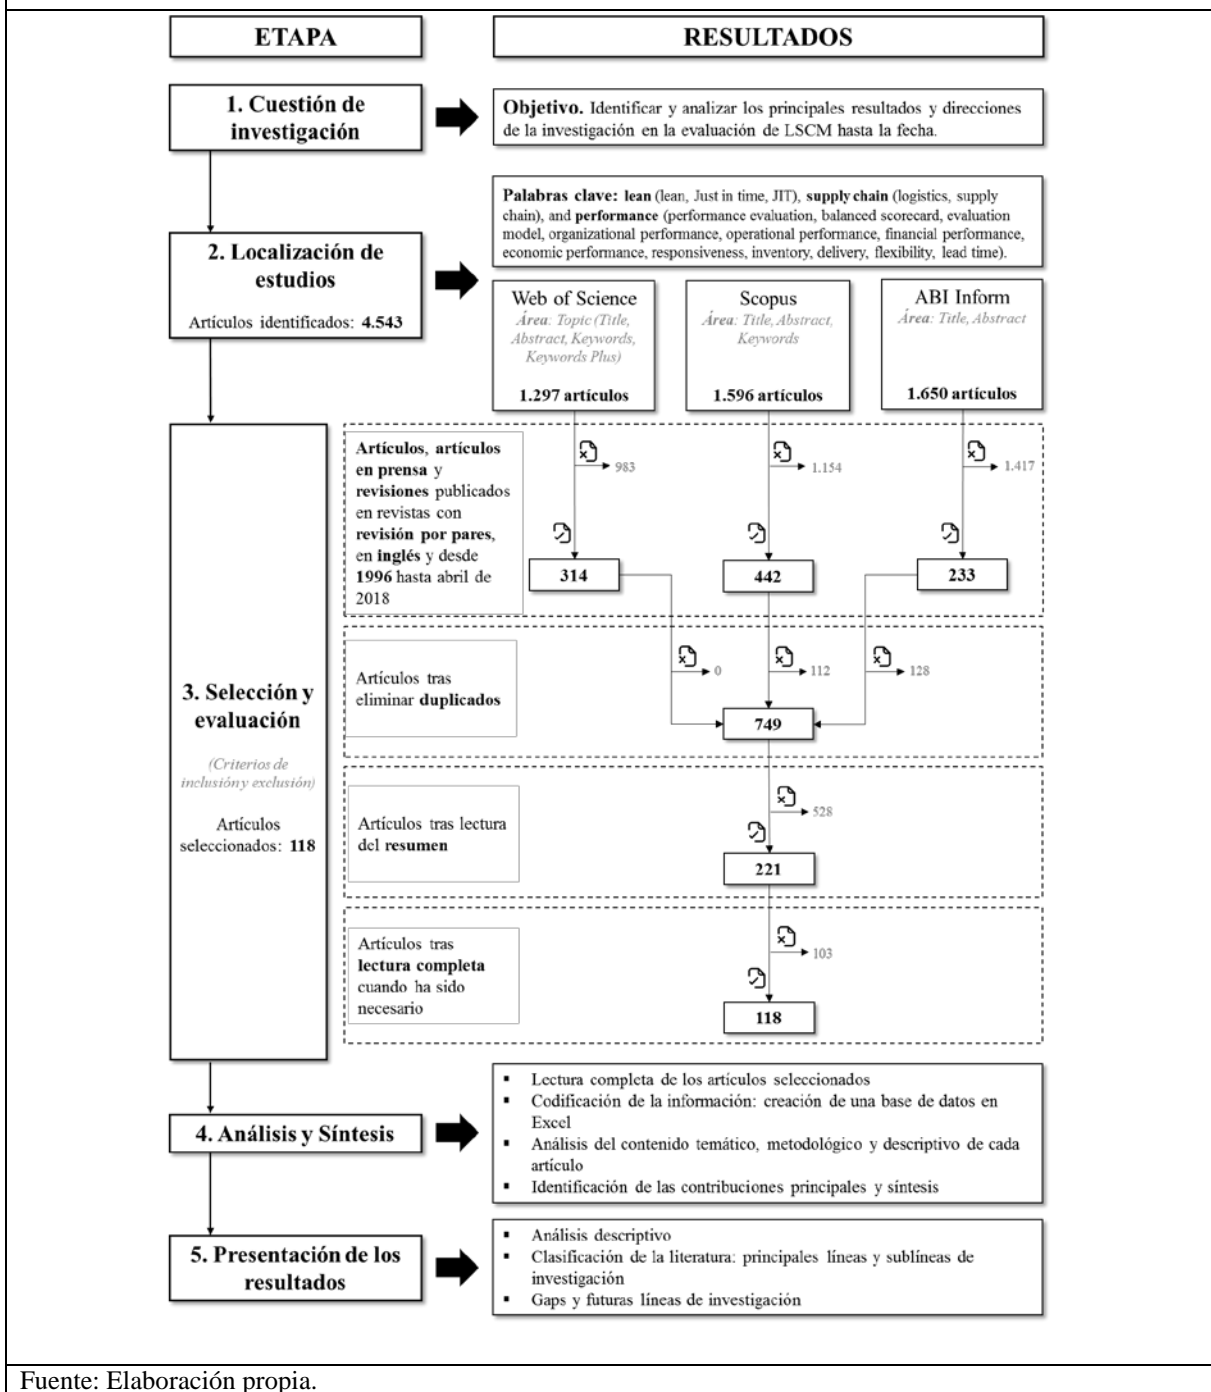 ETAPA
RESULTADOS
1. Cuestión de
investigación
Objetivo. Identificar y analizar los principales resultados y direcciones
de la investigación en la evaluación de LSCM hasta la fecha.
2. Localización de
estudios
Artículos identificados: 4.543
Palabras clave: lean (lean, Just in time, JIT), supply chain (logistics, supply
chain), and performance (performance evaluation, balanced scorecard, evaluation
model, organizational performance, operational performance, financial performance,
economic performance, responsiveness, inventory, delivery, flexibility, lead time).
Web of Science
Área: Topic (Title,
Abstract, Keywords,
Keywords Plus)
1.297 artículos
Scopus
Área: Title, Abstract,
Keywords
1.596 artículos
ABI Inform
Área: Title, Abstract
1.650 artículos
3. Selección y
evaluación
(Criterios de
inclusión y exclusión)
Artículos
seleccionados: 118
Artículos, artículos
en prensa y
revisiones publicados
en revistas con
revisión por pares,
en inglés y desde
1996 hasta abril de
2018
983
1.154
1.417
314
442
233
Artículos tras
eliminar duplicados
0
112
128
749
Artículos tras lectura
del resumen
528
221
Artículos tras
lectura completa
cuando ha sido
necesario
103
118
4. Análisis y Síntesis
▪ Lectura completa de los artículos seleccionados
▪ Codificación de la información: creación de una base de datos en
Excel
▪ Análisis del contenido temático, metodológico y descriptivo de cada
artículo
▪ Identificación de las contribuciones principales y síntesis
5. Presentación de los
resultados
▪ Análisis descriptivo
▪ Clasificación de la literatura: principales líneas y sublíneas de
investigación
▪ Gaps y futuras líneas de investigación
Fuente: Elaboración propia.